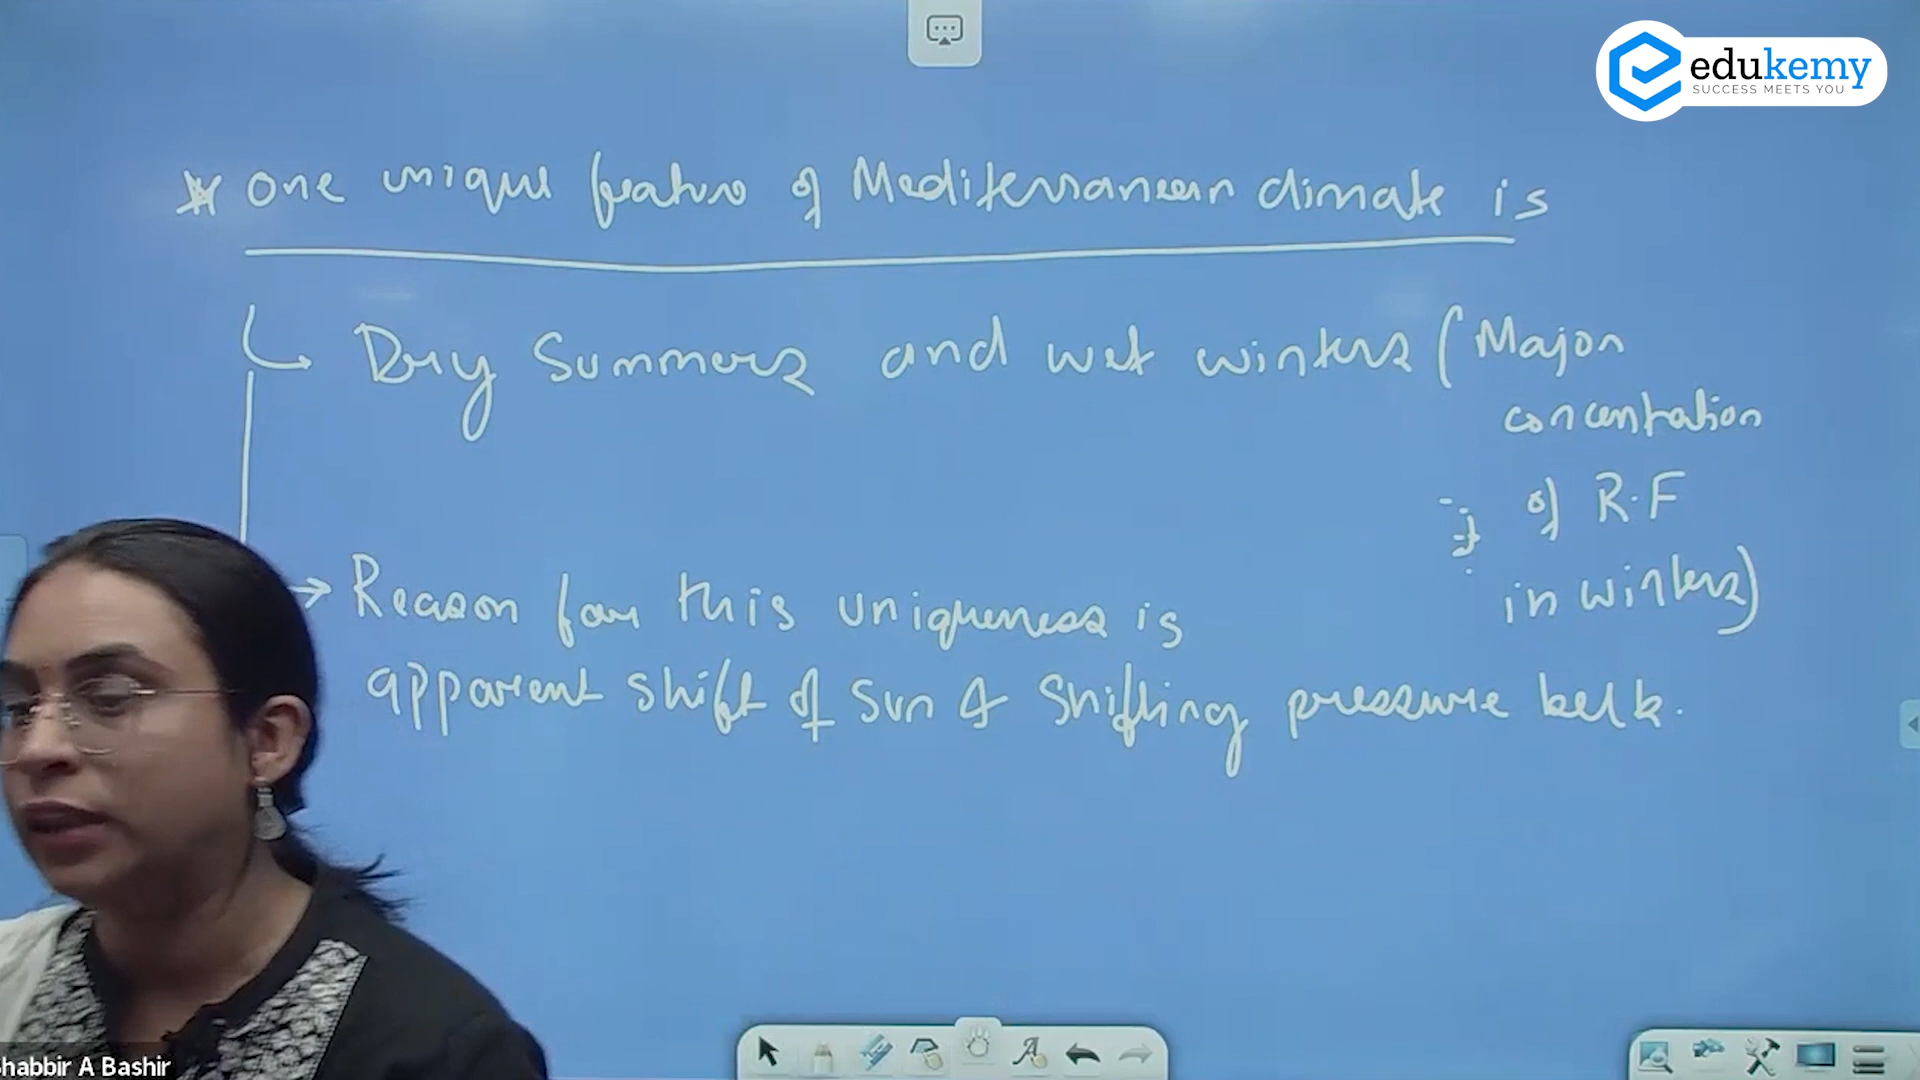 edukemy
SUCCESS MEETS YOU
One unique feature of Mediterranean climate is
Dry Summers and wet winters (Major
concentration
of R.F
in winters)
→ Reason for this uniqueness is
apparent shift of Sun & Shifting pressure belts.
habbir A Bashir